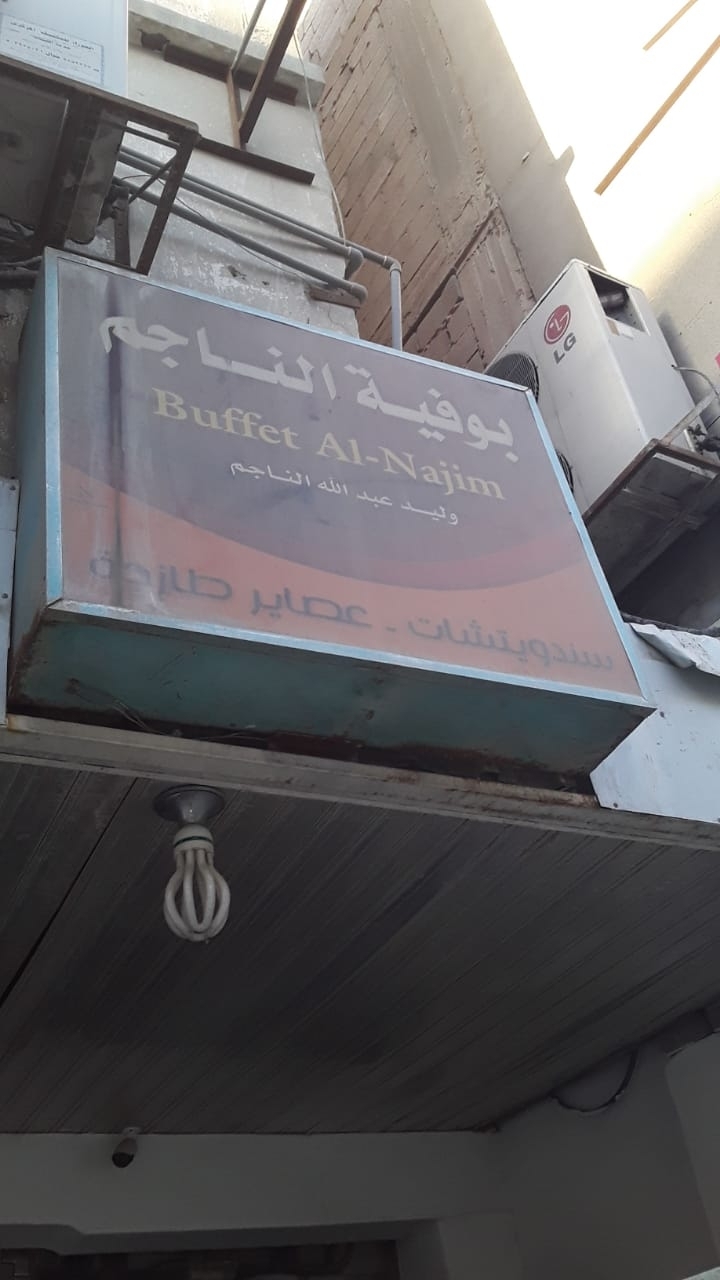 بوفية الناجم
Buffet Al-Najim
وليد عبد الله الناجم
سندويتشات - عصاير طازجة
LG